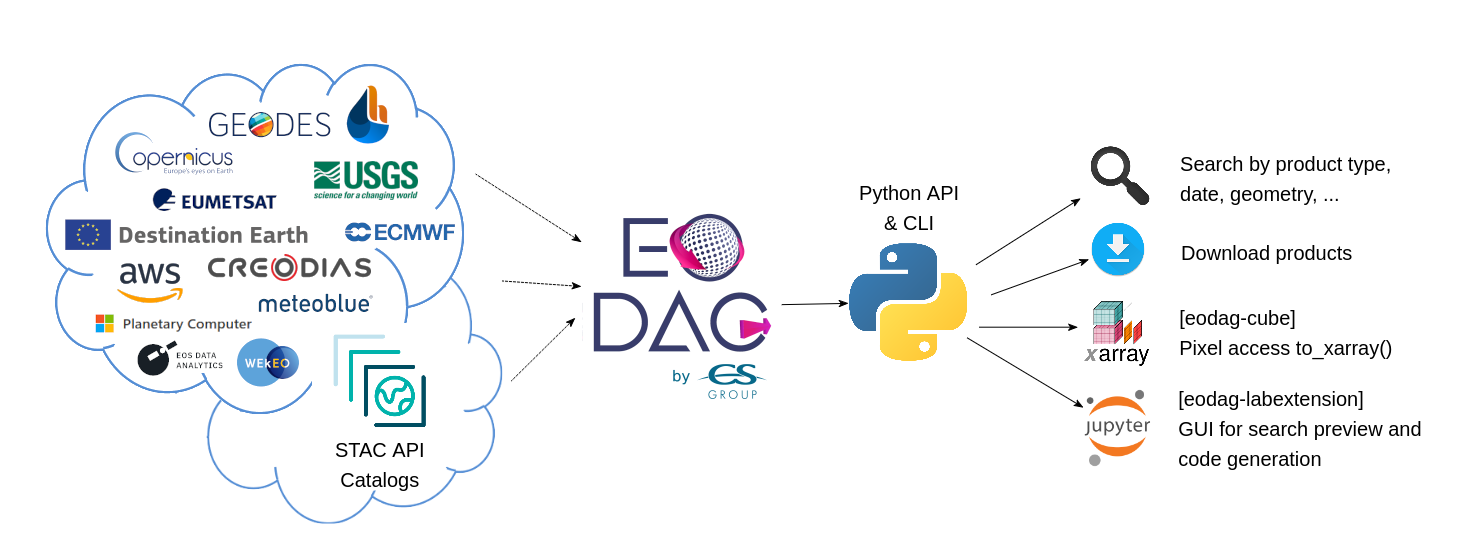 GEODES
opernicus
Europe's eyes on Earth
USGS
science for a changing world
EUMETSAT
Destination Earth
ECMWF
aws
CREODIAS
meteoblue®
Planetary Computer
EOS DATA
ANALYTICS
WEkEO
STAC API
Catalogs
EO
DAG
by CS
GROUP
Python API
& CLI
Search by product type,
date, geometry, ...
Download products
xarray
[eodag-cube]
Pixel access to_xarray()
jupyter
[eodag-labextension]
GUI for search preview and
code generation